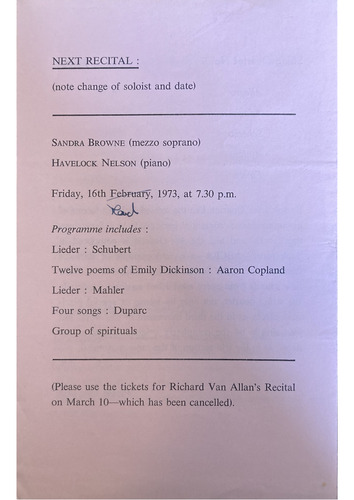 NEXT RECITAL :
(note change of soloist and date)
SANDRA BROWNE (mezzo soprano)
HAVELOCK NELSON (piano)
Friday, 16th February, 1973, at 7.30 p.m.
Programme includes :
Lieder : Schubert
Twelve poems of Emily Dickinson : Aaron Copland
Lieder : Mahler
Four songs : Duparc
Group of spirituals
(Please use the tickets for Richard Van Allan's Recital
on March 10—which has been cancelled).